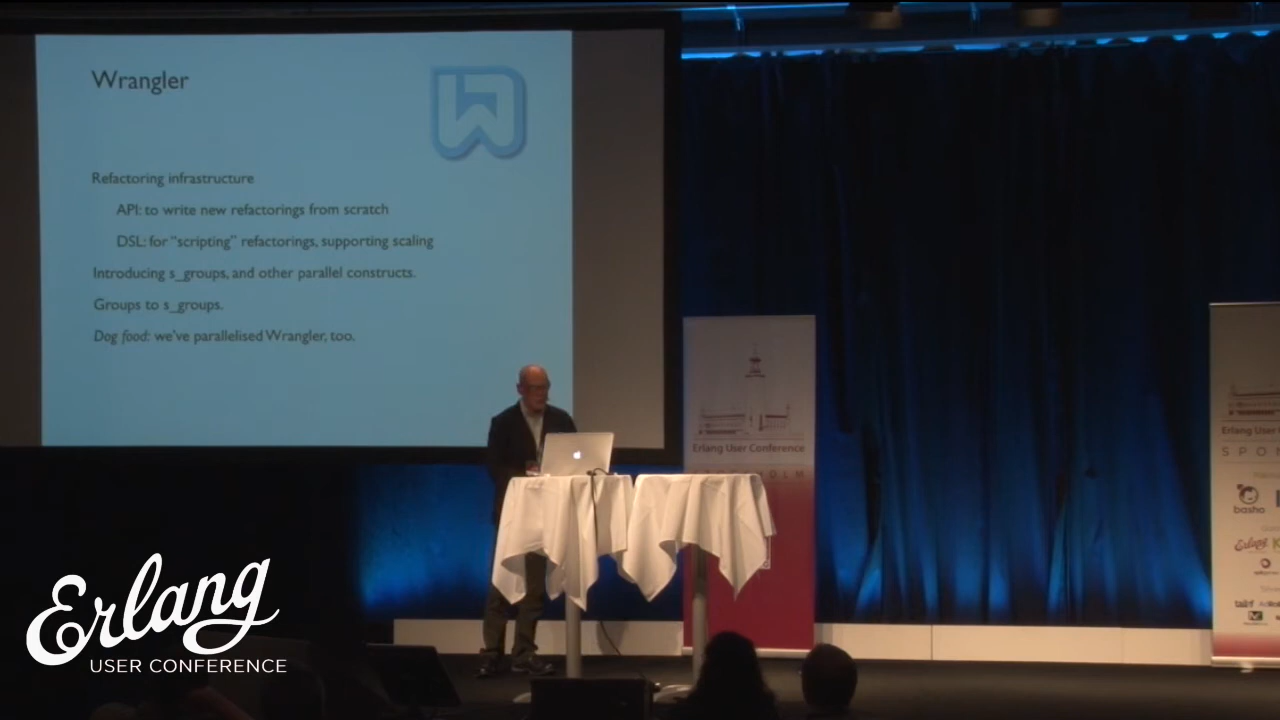 Wrangler
W
Refactoring infrastructure
API: to write new refactorings from scratch
DSL: for “scripting” refactorings, supporting scaling
Introducing s_groups, and other parallel constructs.
Groups to s_groups.
Dog food: we've parallelised Wrangler, too.
Erlang User Conference
Erlang User
SPON
basho
Erlang
Erlang
USER CONFERENCE